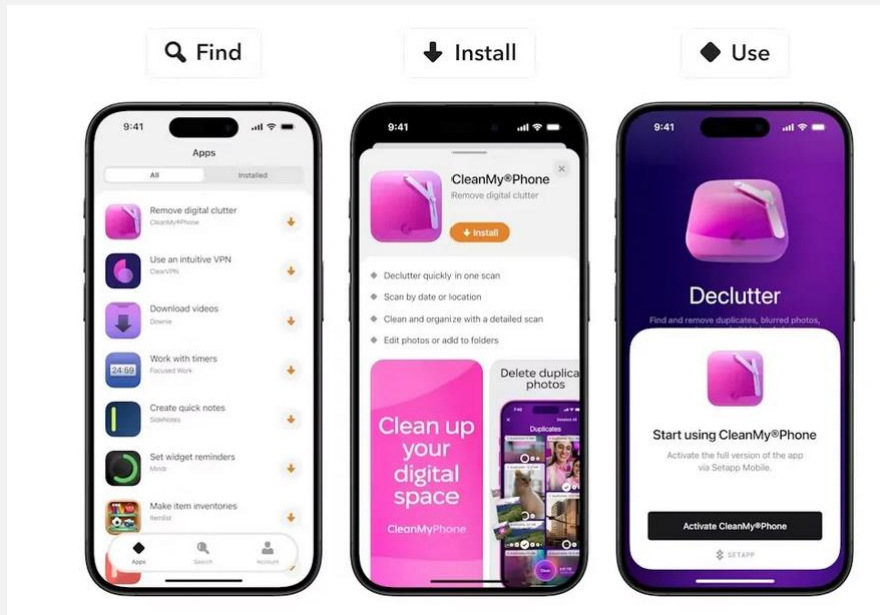 Find
Install
Use
9:41
Apps
All
Installed
Remove digital clutter
CleanMy®Phone
Use an intuitive VPN
ClearVPN
Download videos
Downie
Work with timers
Focused Work
24:59
Create quick notes
SideNotes
Set widget reminders
Mindr
Make item inventories
Itemlist
Apps
Search
Account
9:41
CleanMy®Phone
Remove digital clutter
Install
Declutter quickly in one scan
Scan by date or location
Clean and organize with a detailed scan
Edit photos or add to folders
Clean up
your
digital
space
CleanMyPhone
Delete duplica
photos
Duplicates
Clean
9:41
Declutter
Find and remove duplicates, blurred photos,
Start using CleanMy®Phone
Activate the full version of the app
via Setapp Mobile.
Activate CleanMy®Phone
SETAPP